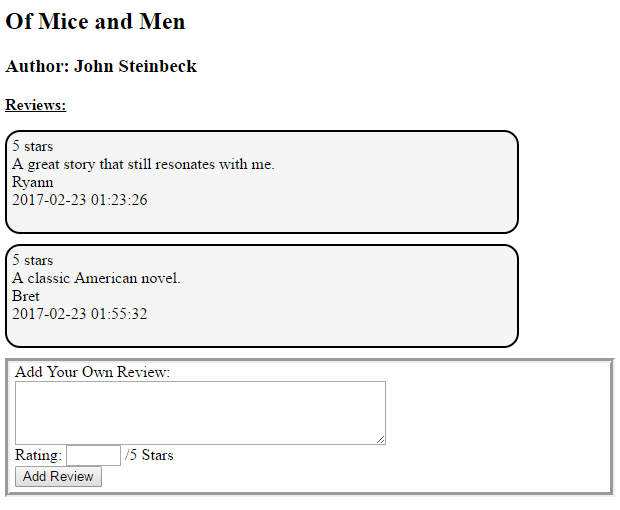 Of Mice and Men
Author: John Steinbeck
Reviews:
5 stars
A great story that still resonates with me.
Ryann
2017-02-23 01:23:26
5 stars
A classic American novel.
Bret
2017-02-23 01:55:32
Add Your Own Review:
Rating: /5 Stars
Add Review